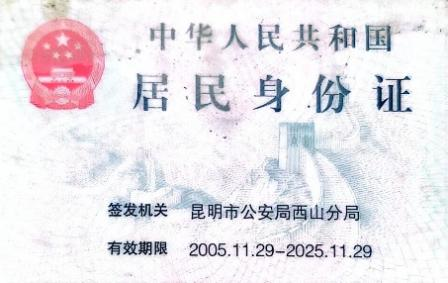 中华人民共和国
居民身份证
签发机关 昆明市公安局西山分局
有效期限 2005.11.29-2025.11.29